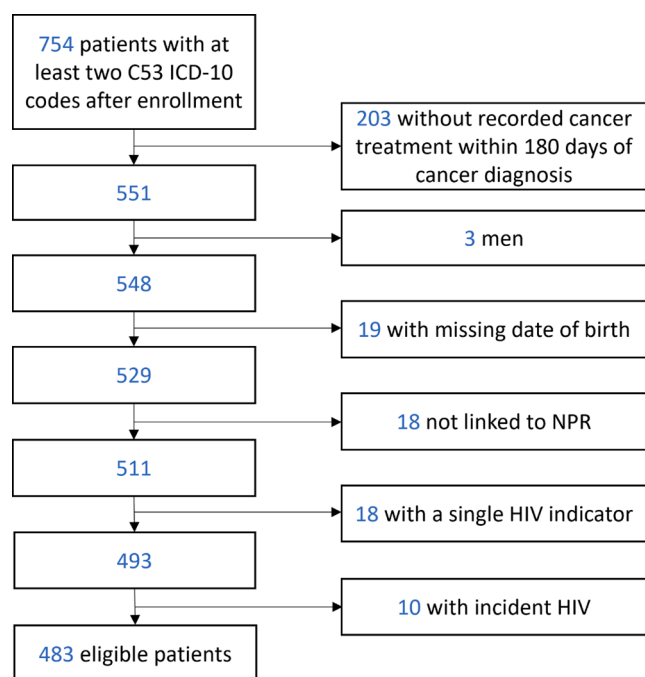 754 patients with at
least two C53 ICD-10
codes after enrollment
203 without recorded cancer
treatment within 180 days of
cancer diagnosis
551
3 men
548
19 with missing date of birth
529
18 not linked to NPR
511
18 with a single HIV indicator
493
10 with incident HIV
483 eligible patients